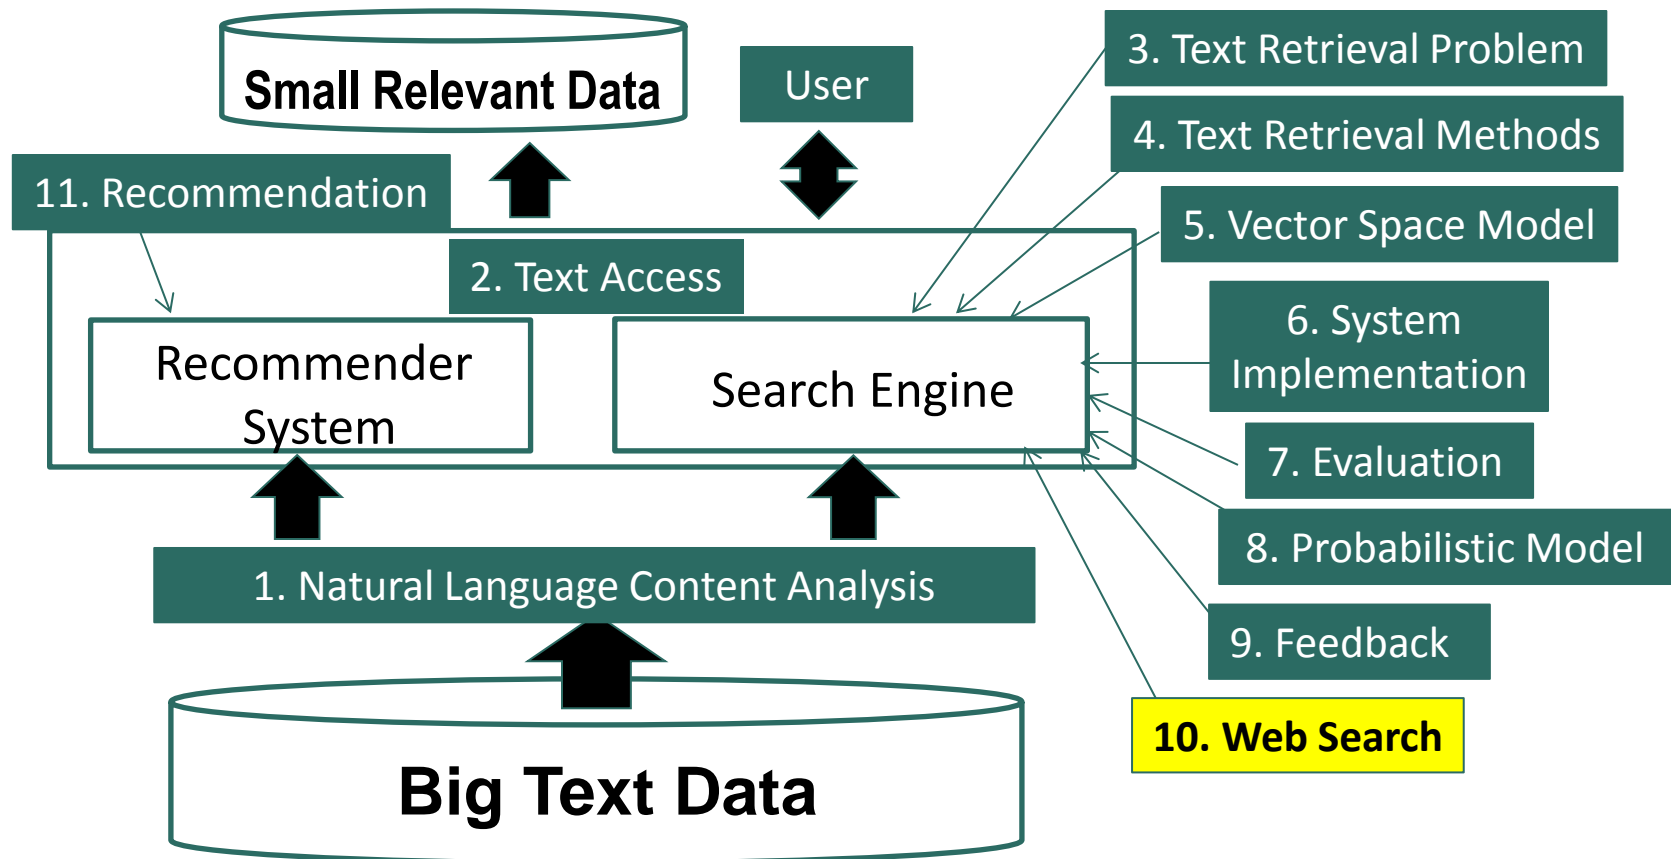 Small Relevant Data
User
3. Text Retrieval Problem
4. Text Retrieval Methods
11. Recommendation
5. Vector Space Model
2. Text Access
6. System
Implementation
Recommender
System
Search Engine
7. Evaluation
8. Probabilistic Model
1. Natural Language Content Analysis
9. Feedback
10. Web Search
Big Text Data